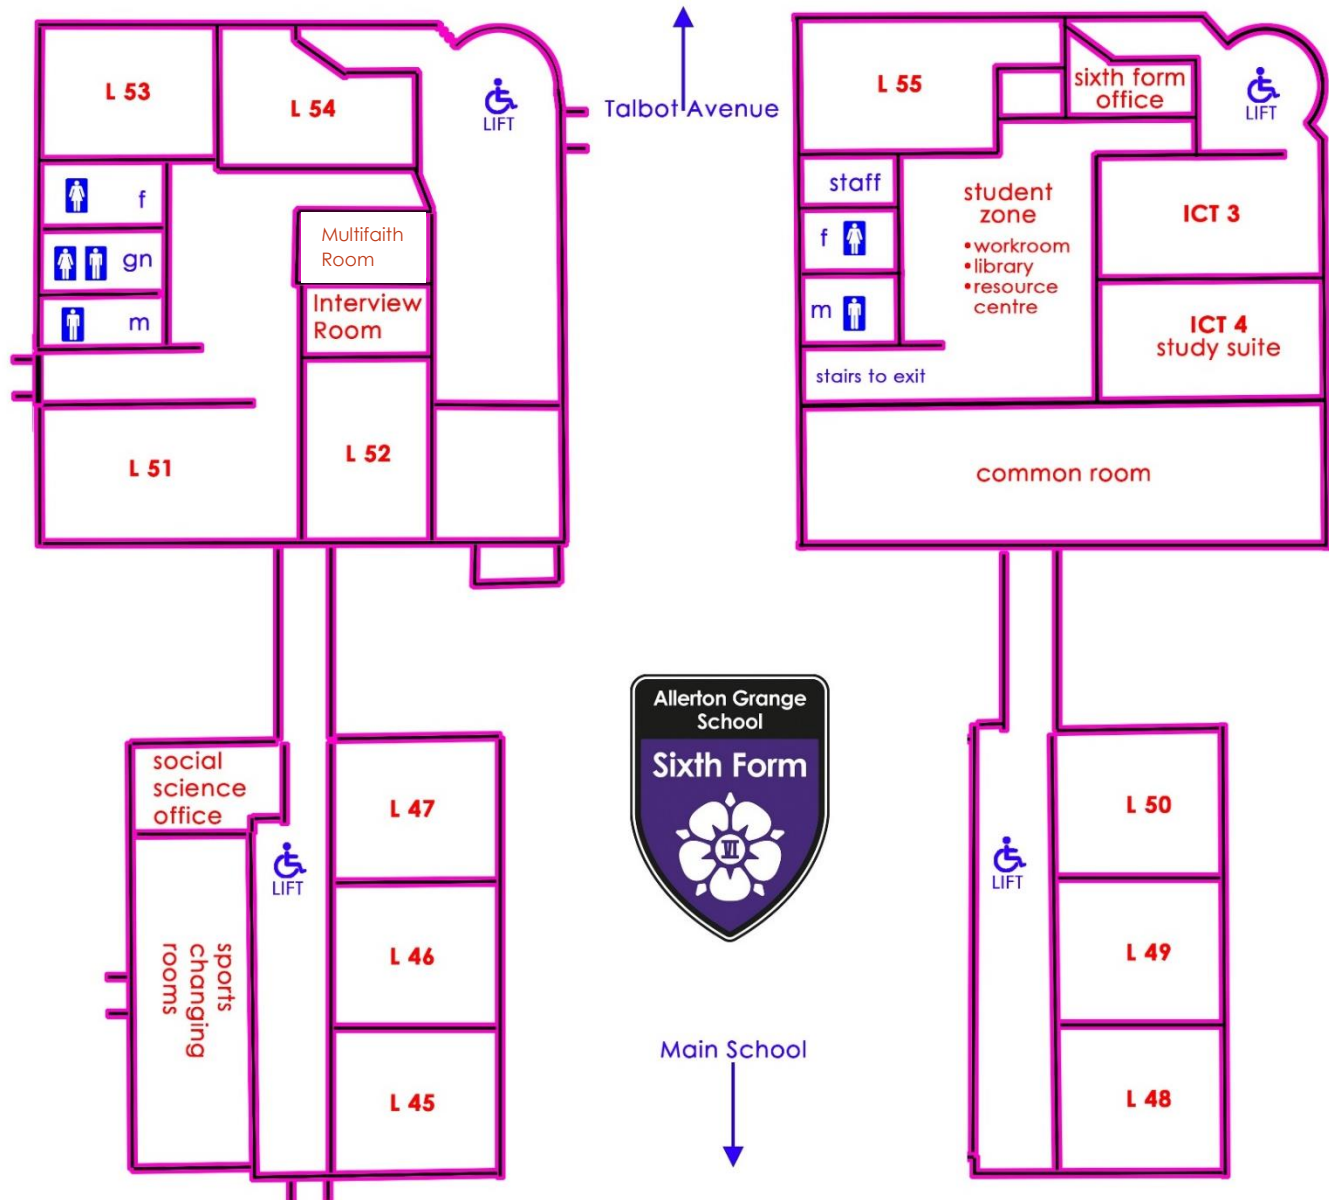 L 53
L 54
LIFT
f
gn
m
Multifaith
Room
Interview
Room
L 51
L 52
Talbot Avenue
L 55
sixth form
office
LIFT
staff
f
m
stairs to exit
student
zone
•workroom
•library
•resource
centre
ICT 3
ICT 4
study suite
common room
social
science
office
LIFT
sports
changing
rooms
L 47
L 46
L 45
Allerton Grange
School
Sixth Form
VI
Main School
LIFT
L 50
L 49
L 48